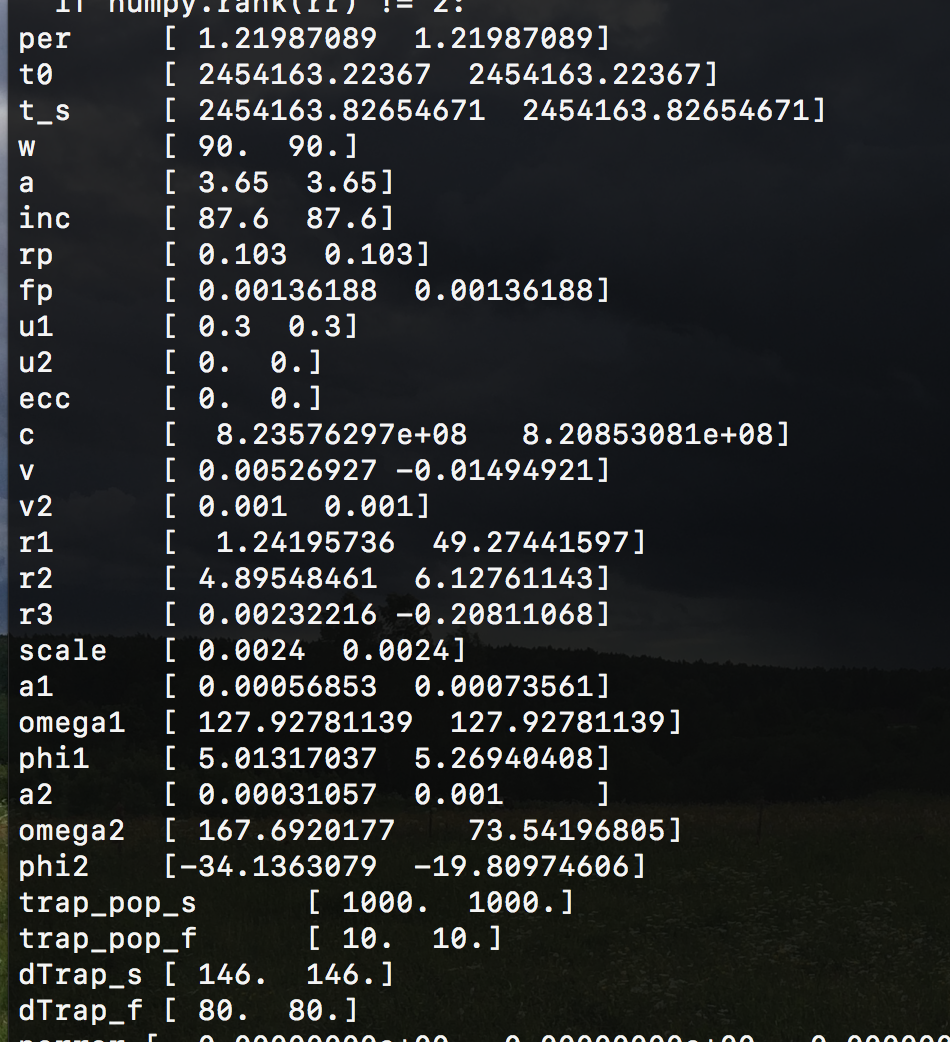 if numpy.rank(rr) != 2:
per     [ 1.21987089  1.21987089]
t0      [ 2454163.22367  2454163.22367]
t_s     [ 2454163.82654671  2454163.82654671]
w       [ 90.  90.]
a       [ 3.65  3.65]
inc     [ 87.6  87.6]
rp      [ 0.103  0.103]
fp      [ 0.00136188  0.00136188]
u1      [ 0.3  0.3]
u2      [ 0.  0.]
ecc     [ 0.  0.]
c       [  8.23576297e+08   8.20853081e+08]
v       [ 0.00526927 -0.01494921]
v2      [ 0.001  0.001]
r1      [  1.24195736  49.27441597]
r2      [ 4.89548461  6.12761143]
r3      [ 0.00232216 -0.20811068]
scale   [ 0.0024  0.0024]
a1      [ 0.00056853  0.00073561]
omega1  [ 127.92781139  127.92781139]
phi1    [ 5.01317037  5.26940408]
a2      [ 0.00031057  0.001     ]
omega2  [ 167.6920177    73.54196805]
phi2    [-34.1363079  -19.80974606]
trap_pop_s      [ 1000.  1000.]
trap_pop_f      [ 10.  10.]
dTrap_s [ 146.  146.]
dTrap_f [ 80.  80.]